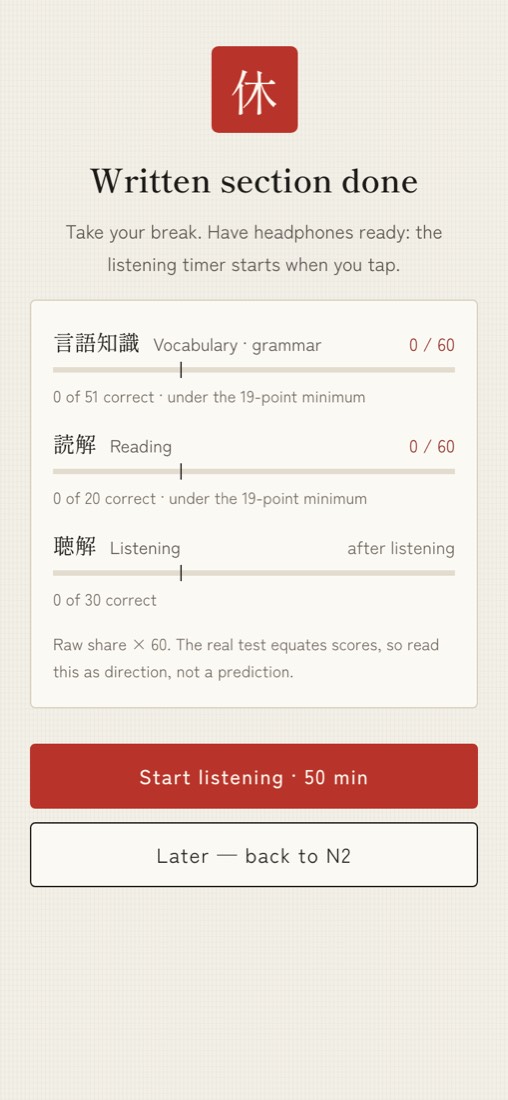 休
Written section done
Take your break. Have headphones ready: the
listening timer starts when you tap.
言語知識 Vocabulary · grammar 0 / 60
0 of 51 correct · under the 19-point minimum
読解 Reading 0 / 60
0 of 20 correct · under the 19-point minimum
聴解 Listening after listening
0 of 30 correct
Raw share × 60. The real test equates scores, so read
this as direction, not a prediction.
Start listening · 50 min
Later — back to N2